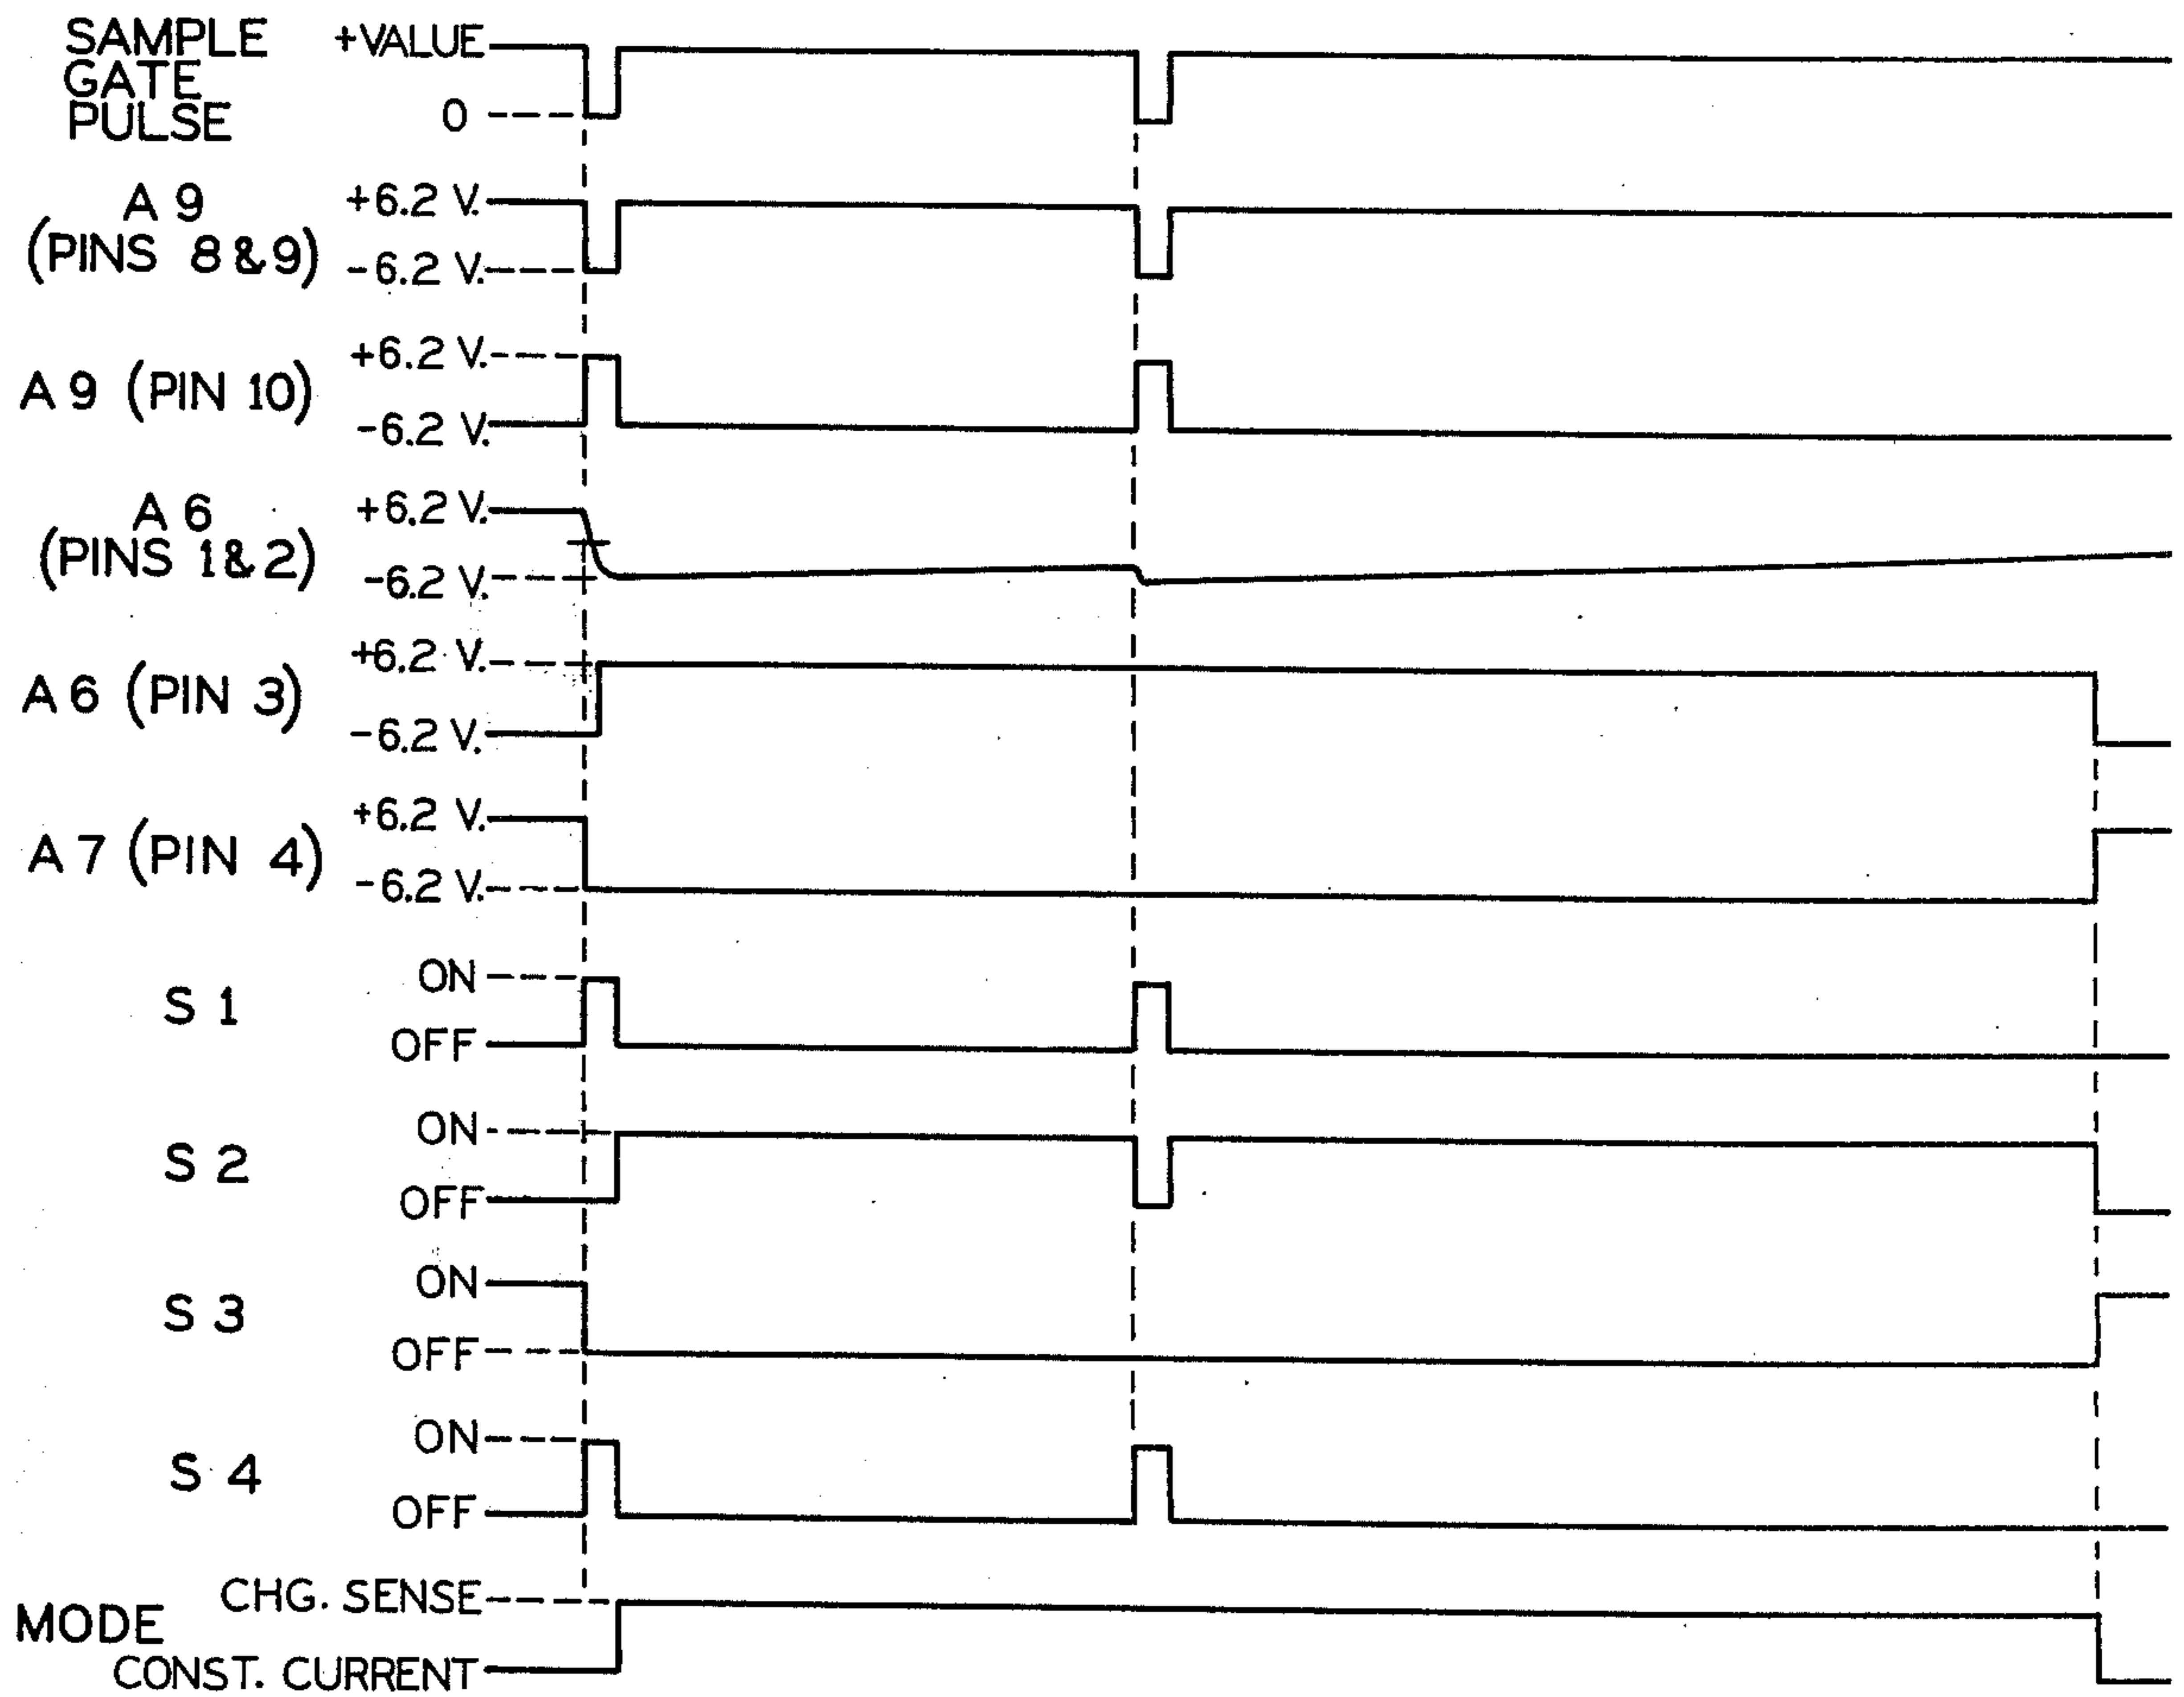 SAMPLE GATE PULSE
+VALUE
0
A 9 (PINS 8 & 9)
+6.2 V.
-6.2 V.
A 9 (PIN 10)
+6.2 V.
-6.2 V.
A 6 (PINS 1 & 2)
+6.2 V.
-6.2 V.
A 6 (PIN 3)
+6.2 V.
-6.2 V.
A 7 (PIN 4)
+6.2 V.
-6.2 V.
S 1
ON
OFF
S 2
ON
OFF
S 3
ON
OFF
S 4
ON
OFF
MODE
CHG. SENSE
CONST. CURRENT